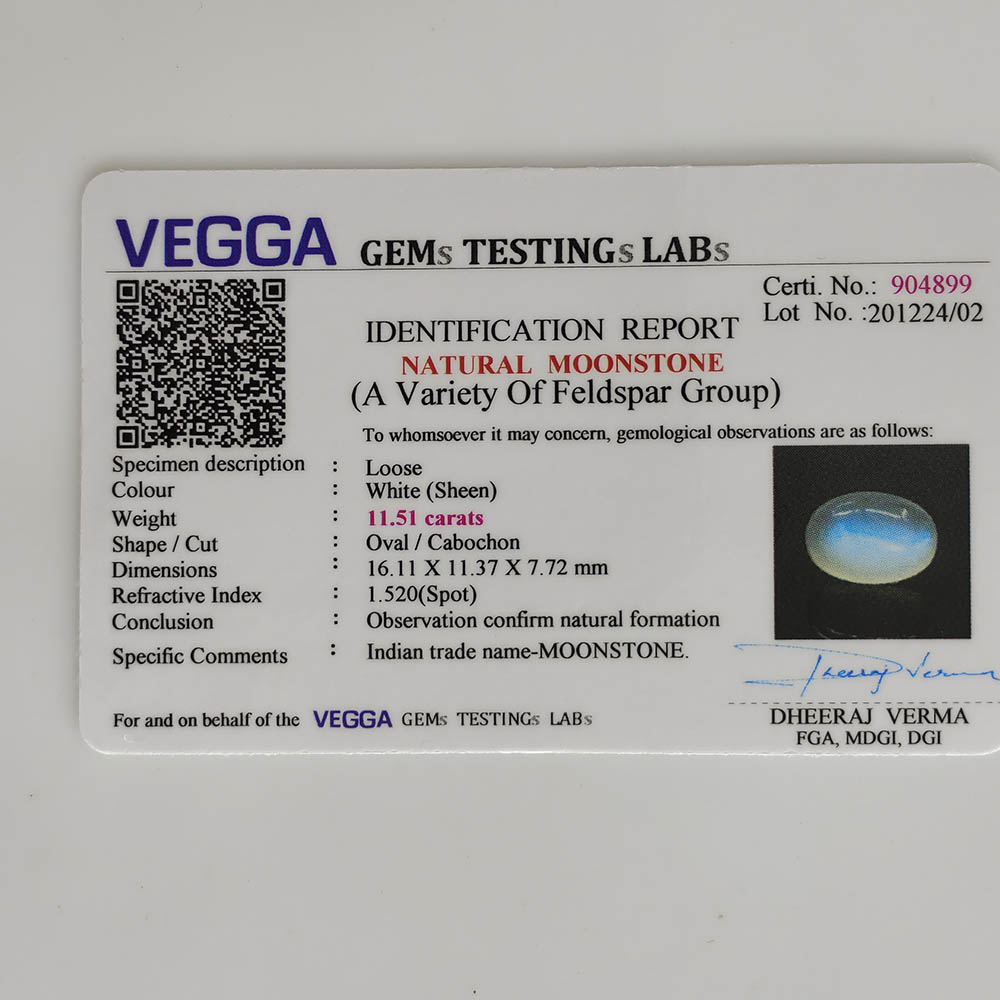 VEGGA GEMs TESTINGs LABs
Certi. No.: 904899
Lot No. :201224/02
IDENTIFICATION REPORT
NATURAL MOONSTONE
(A Variety Of Feldspar Group)
To whomsoever it may concern, gemological observations are as follows:
Specimen description : Loose
Colour : White (Sheen)
Weight : 11.51 carats
Shape / Cut : Oval / Cabochon
Dimensions : 16.11 X 11.37 X 7.72 mm
Refractive Index : 1.520(Spot)
Conclusion : Observation confirm natural formation
Specific Comments : Indian trade name-MOONSTONE.
Dheeraj Verma
For and on behalf of the VEGGA GEMs TESTINGs LABs
DHEERAJ VERMA
FGA, MDGI, DGI